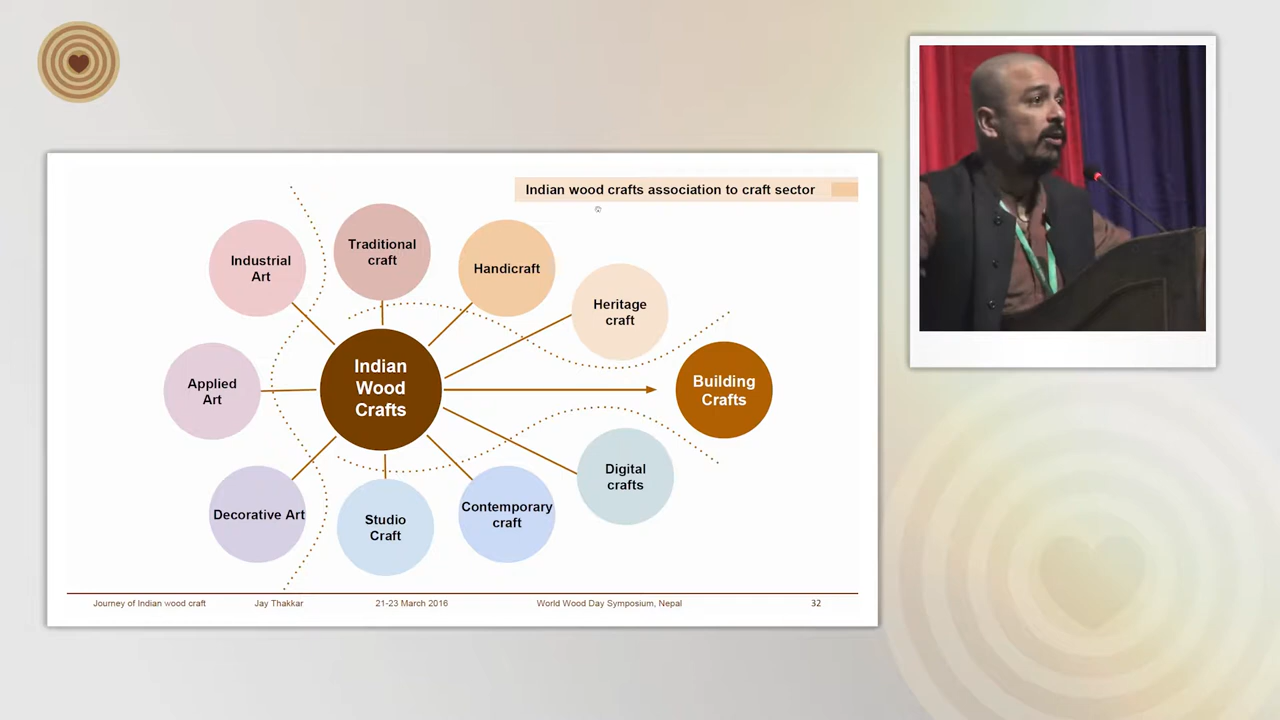 Indian wood crafts association to craft sector
Traditional
craft
Handicraft
Industrial
Art
Heritage
craft
Indian
Wood
Crafts
Building
Crafts
Applied
Art
Digital
crafts
Decorative Art
Studio
Craft
Contemporary
craft
Journey of Indian wood craft Jay Thakkar 21-23 March 2016 World Wood Day Symposium, Nepal 32